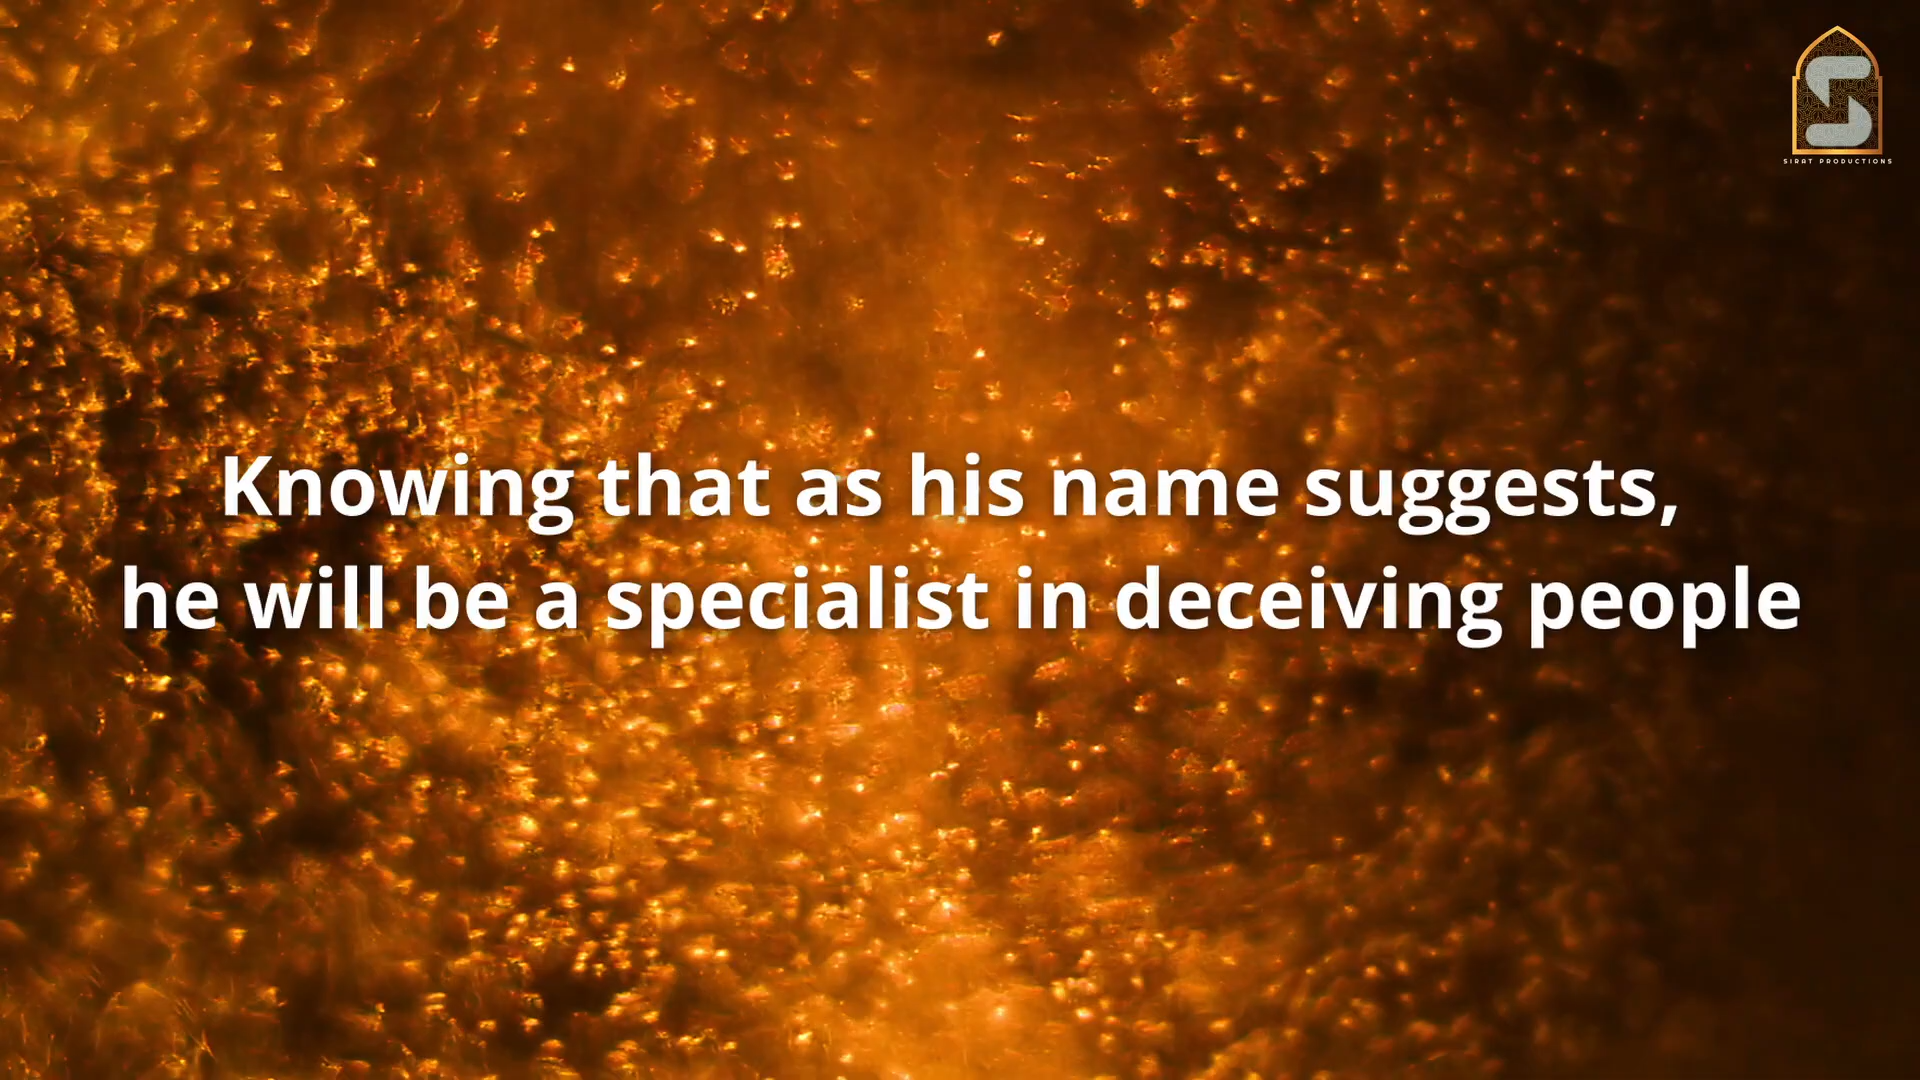 SIRAT PRODUCTIONS
Knowing that as his name suggests,
he will be a specialist in deceiving people